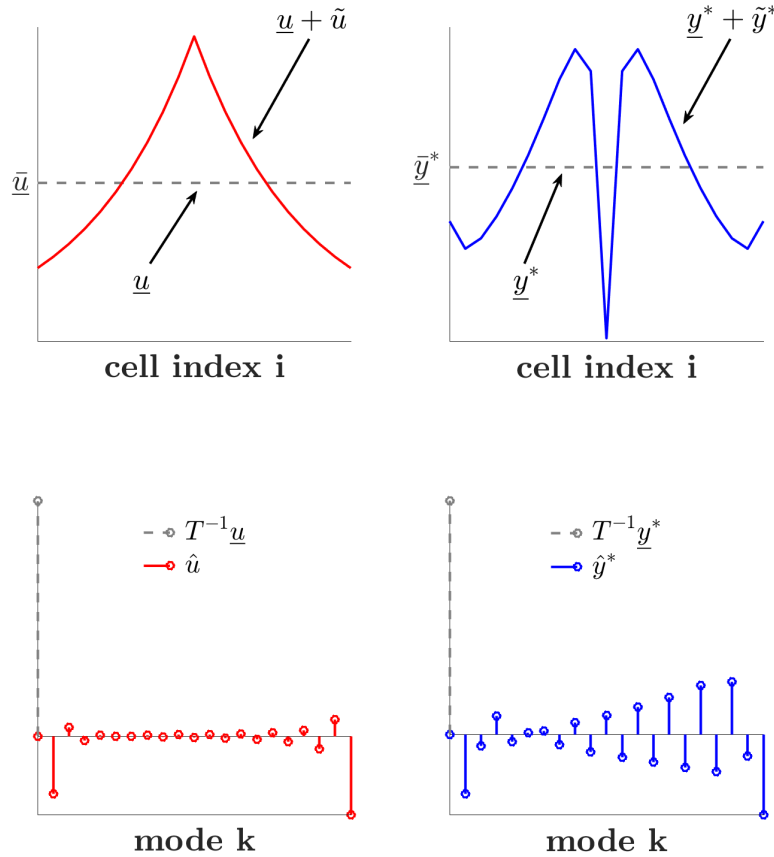 u̲ + ũ
ū̲
u̲
cell index i
y̲* + ỹ*
ȳ̲*
y̲*
cell index i
T⁻¹u̲
û
mode k
T⁻¹y̲*
ŷ*
mode k